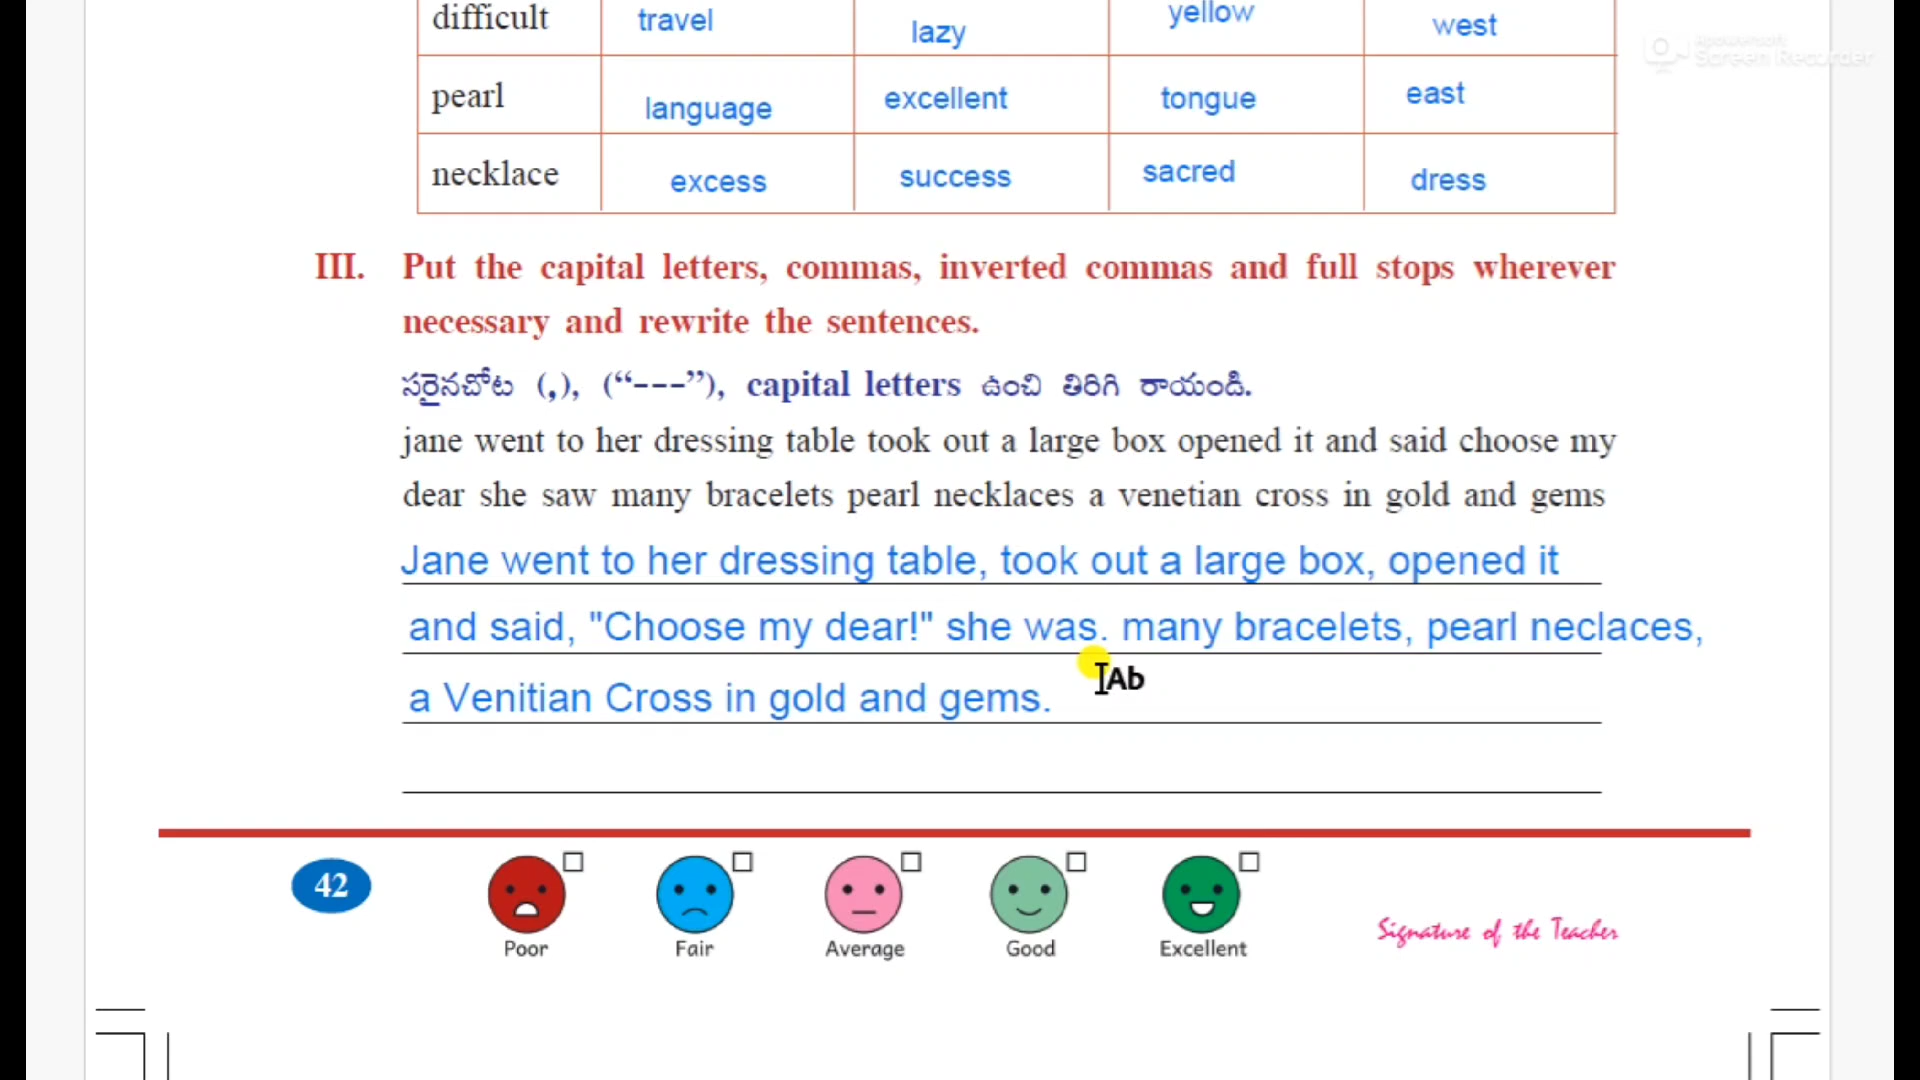 difficult travel lazy yellow west
Apowersoft
Screen Recorder
pearl language excellent tongue east
necklace excess success sacred dress
III. Put the capital letters, commas, inverted commas and full stops wherever
necessary and rewrite the sentences.
సరైనచోట (,), (“---”), capital letters ఉంచి తిరిగి రాయండి.
jane went to her dressing table took out a large box opened it and said choose my
dear she saw many bracelets pearl necklaces a venetian cross in gold and gems
Jane went to her dressing table, took out a large box, opened it
and said, "Choose my dear!" she was. many bracelets, pearl neclaces,
a Venitian Cross in gold and gems.
Ab
42
Poor Fair Average Good Excellent
Signature of the Teacher